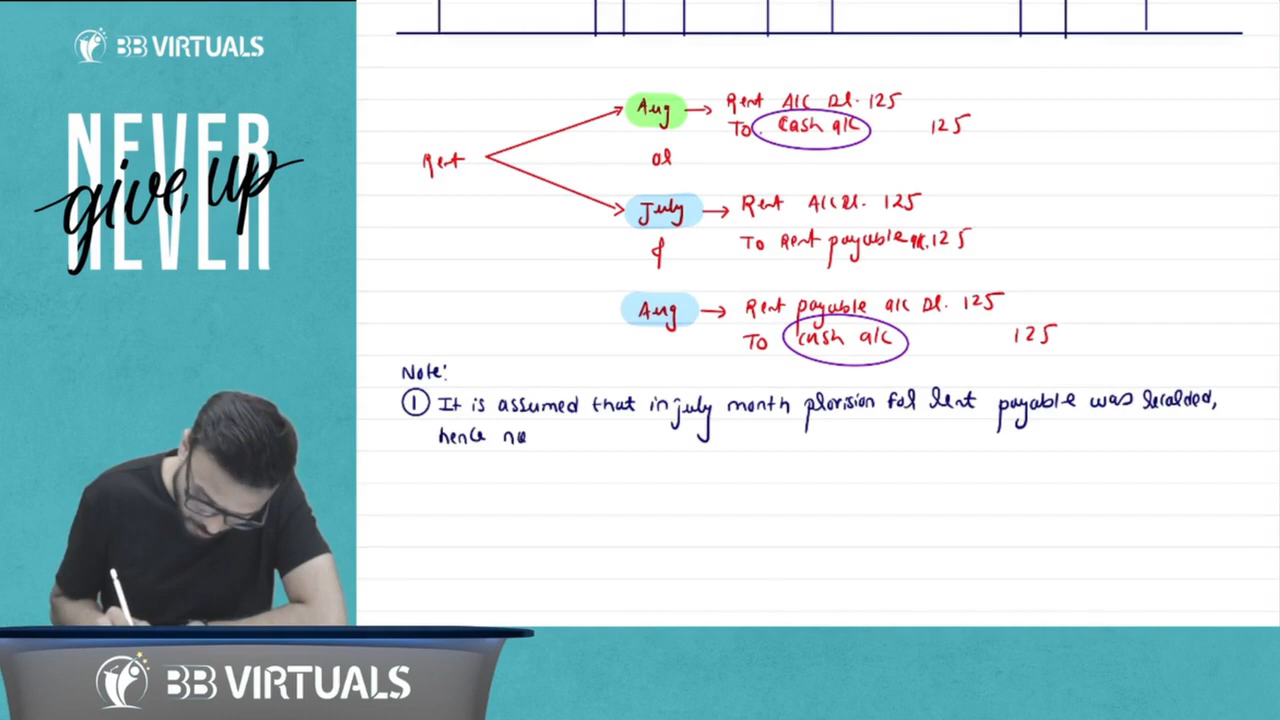 BB VIRTUALS
NEVER
give up
NEVER
Rent
Aug → Rent A/C Dr. 125
To cash a/c 125
or
July → Rent A/C Dr. 125
To Rent payable a/c. 125
&
Aug → Rent payable a/c Dr. 125
To cash a/c 125
Note:
① It is assumed that in july month provision for rent payable was recorded,
hence no
BB VIRTUALS